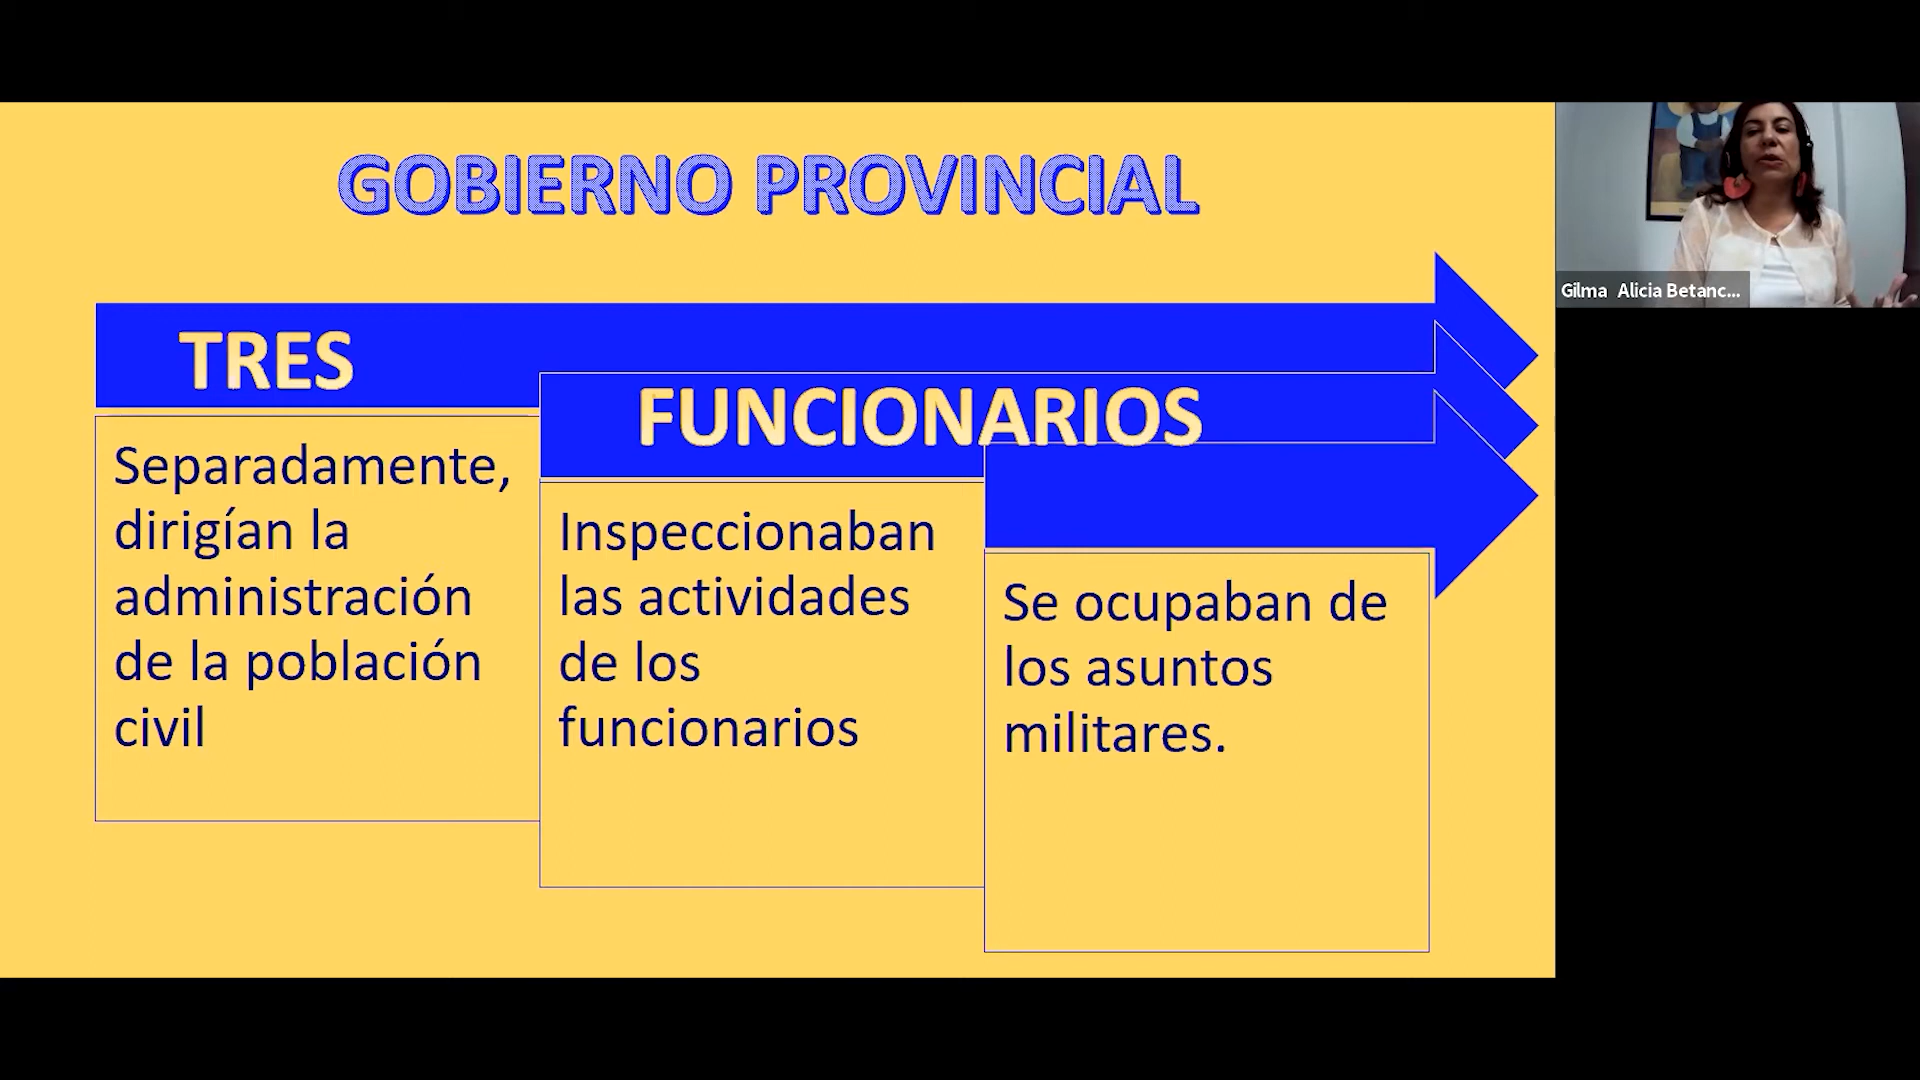 GOBIERNO PROVINCIAL
TRES
FUNCIONARIOS
Separadamente,
dirigían la
administración
de la población
civil
Inspeccionaban
las actividades
de los
funcionarios
Se ocupaban de
los asuntos
militares.
Gilma Alicia Betanc...